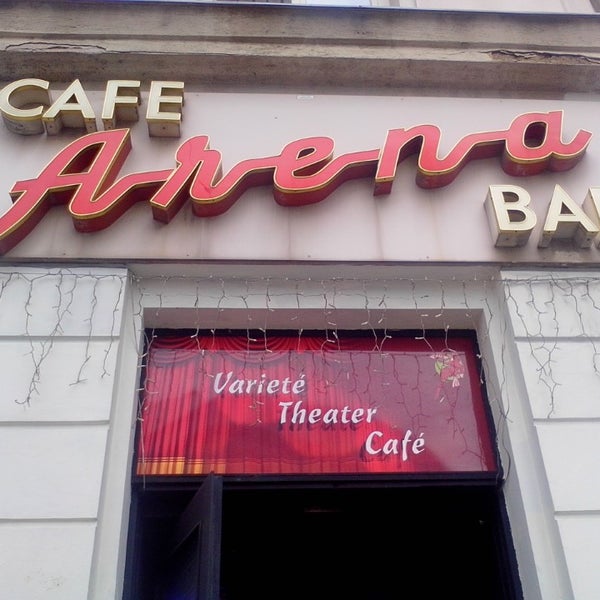 CAFE
Arena
BA
Varieté
Theater
Café